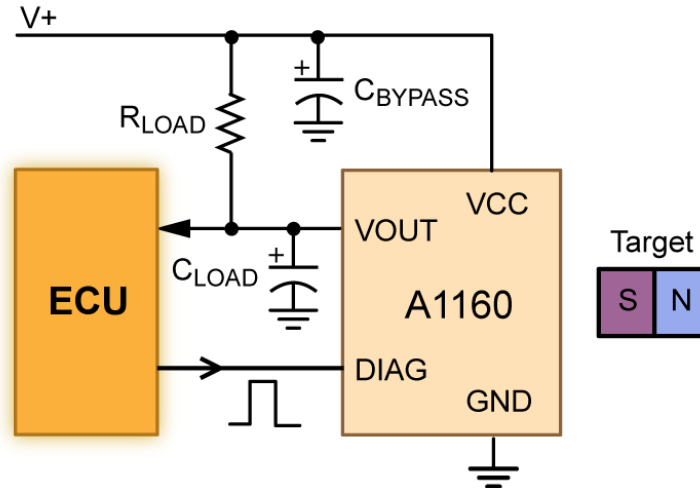 V+
+
CBYPASS
RLOAD
VCC
VOUT
Target
+
CLOAD
S N
ECU
A1160
DIAG
GND